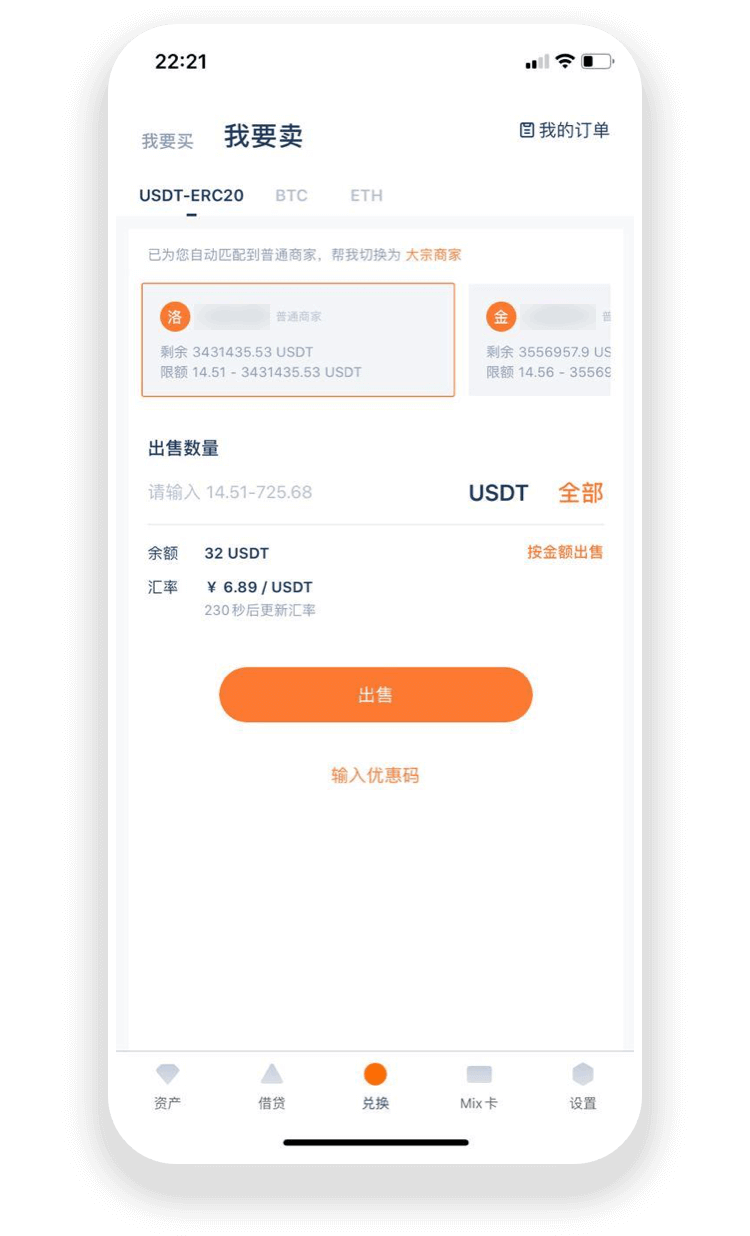 22:21
我要买 我要卖 我的订单
USDT-ERC20 BTC ETH
已为您自动匹配到普通商家，帮我切换为 大宗商家
洛 普通商家
剩余 3431435.53 USDT
限额 14.51 - 3431435.53 USDT
金 普
剩余 3556957.9 US
限额 14.56 - 35569
出售数量
请输入 14.51-725.68 USDT 全部
余额 32 USDT 按金额出售
汇率 ¥ 6.89 / USDT
230秒后更新汇率
出售
输入优惠码
资产 借贷 兑换 Mix卡 设置